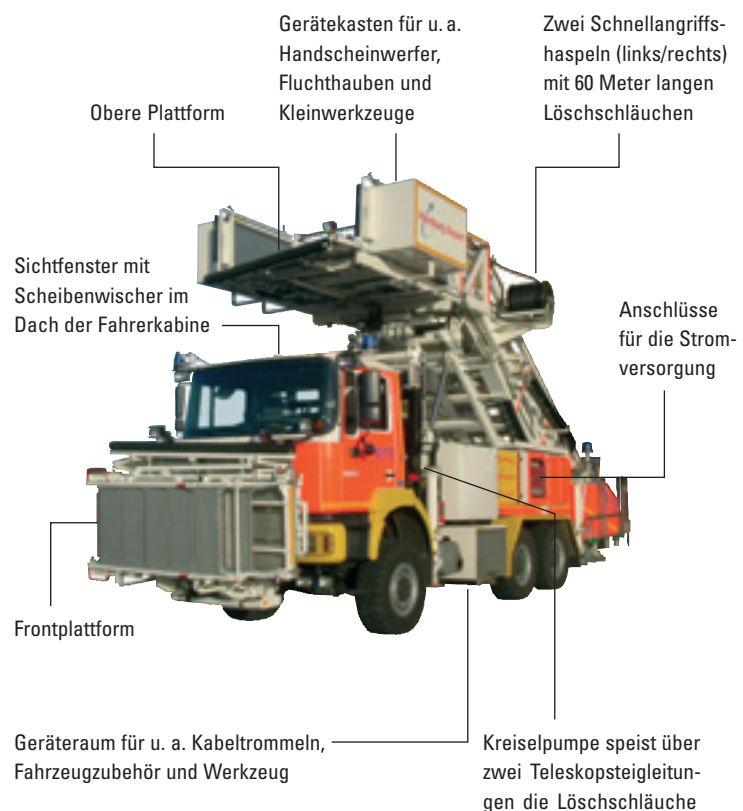 Gerätekasten für u. a.
Handscheinwerfer,
Fluchthauben und
Kleinwerkzeuge
Zwei Schnellangriffs-
haspeln (links/rechts)
mit 60 Meter langen
Löschschläuchen
Obere Plattform
Sichtfenster mit
Scheibenwischer im
Dach der Fahrerkabine
Anschlüsse
für die Strom-
versorgung
Frontplattform
Geräteraum für u. a. Kabeltrommeln,
Fahrzeugzubehör und Werkzeug
Kreiselpumpe speist über
zwei Teleskopsteigleitun-
gen die Löschschläuche